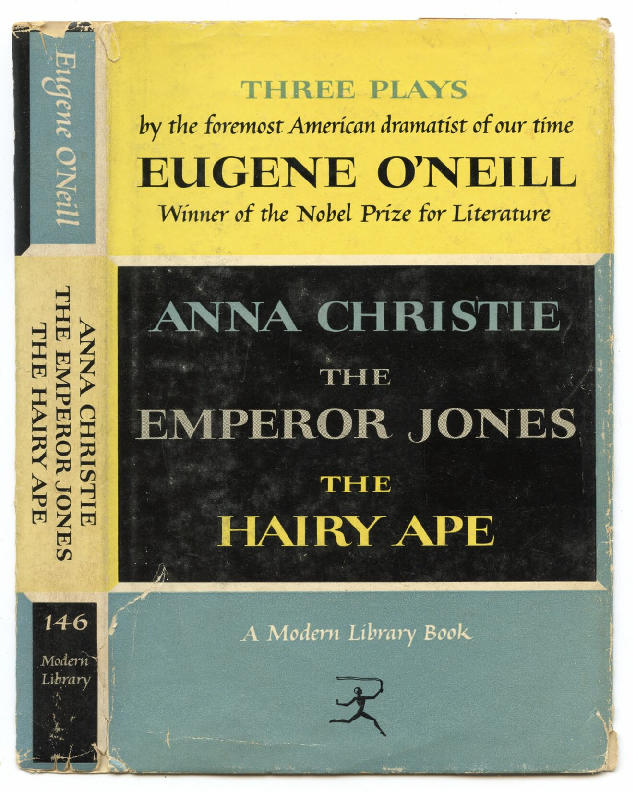 Eugene O'Neill
ANNA CHRISTIE
THE EMPEROR JONES
THE HAIRY APE
146
Modern
Library
THREE PLAYS
by the foremost American dramatist of our time
EUGENE O'NEILL
Winner of the Nobel Prize for Literature
ANNA CHRISTIE
THE
EMPEROR JONES
THE
HAIRY APE
A Modern Library Book